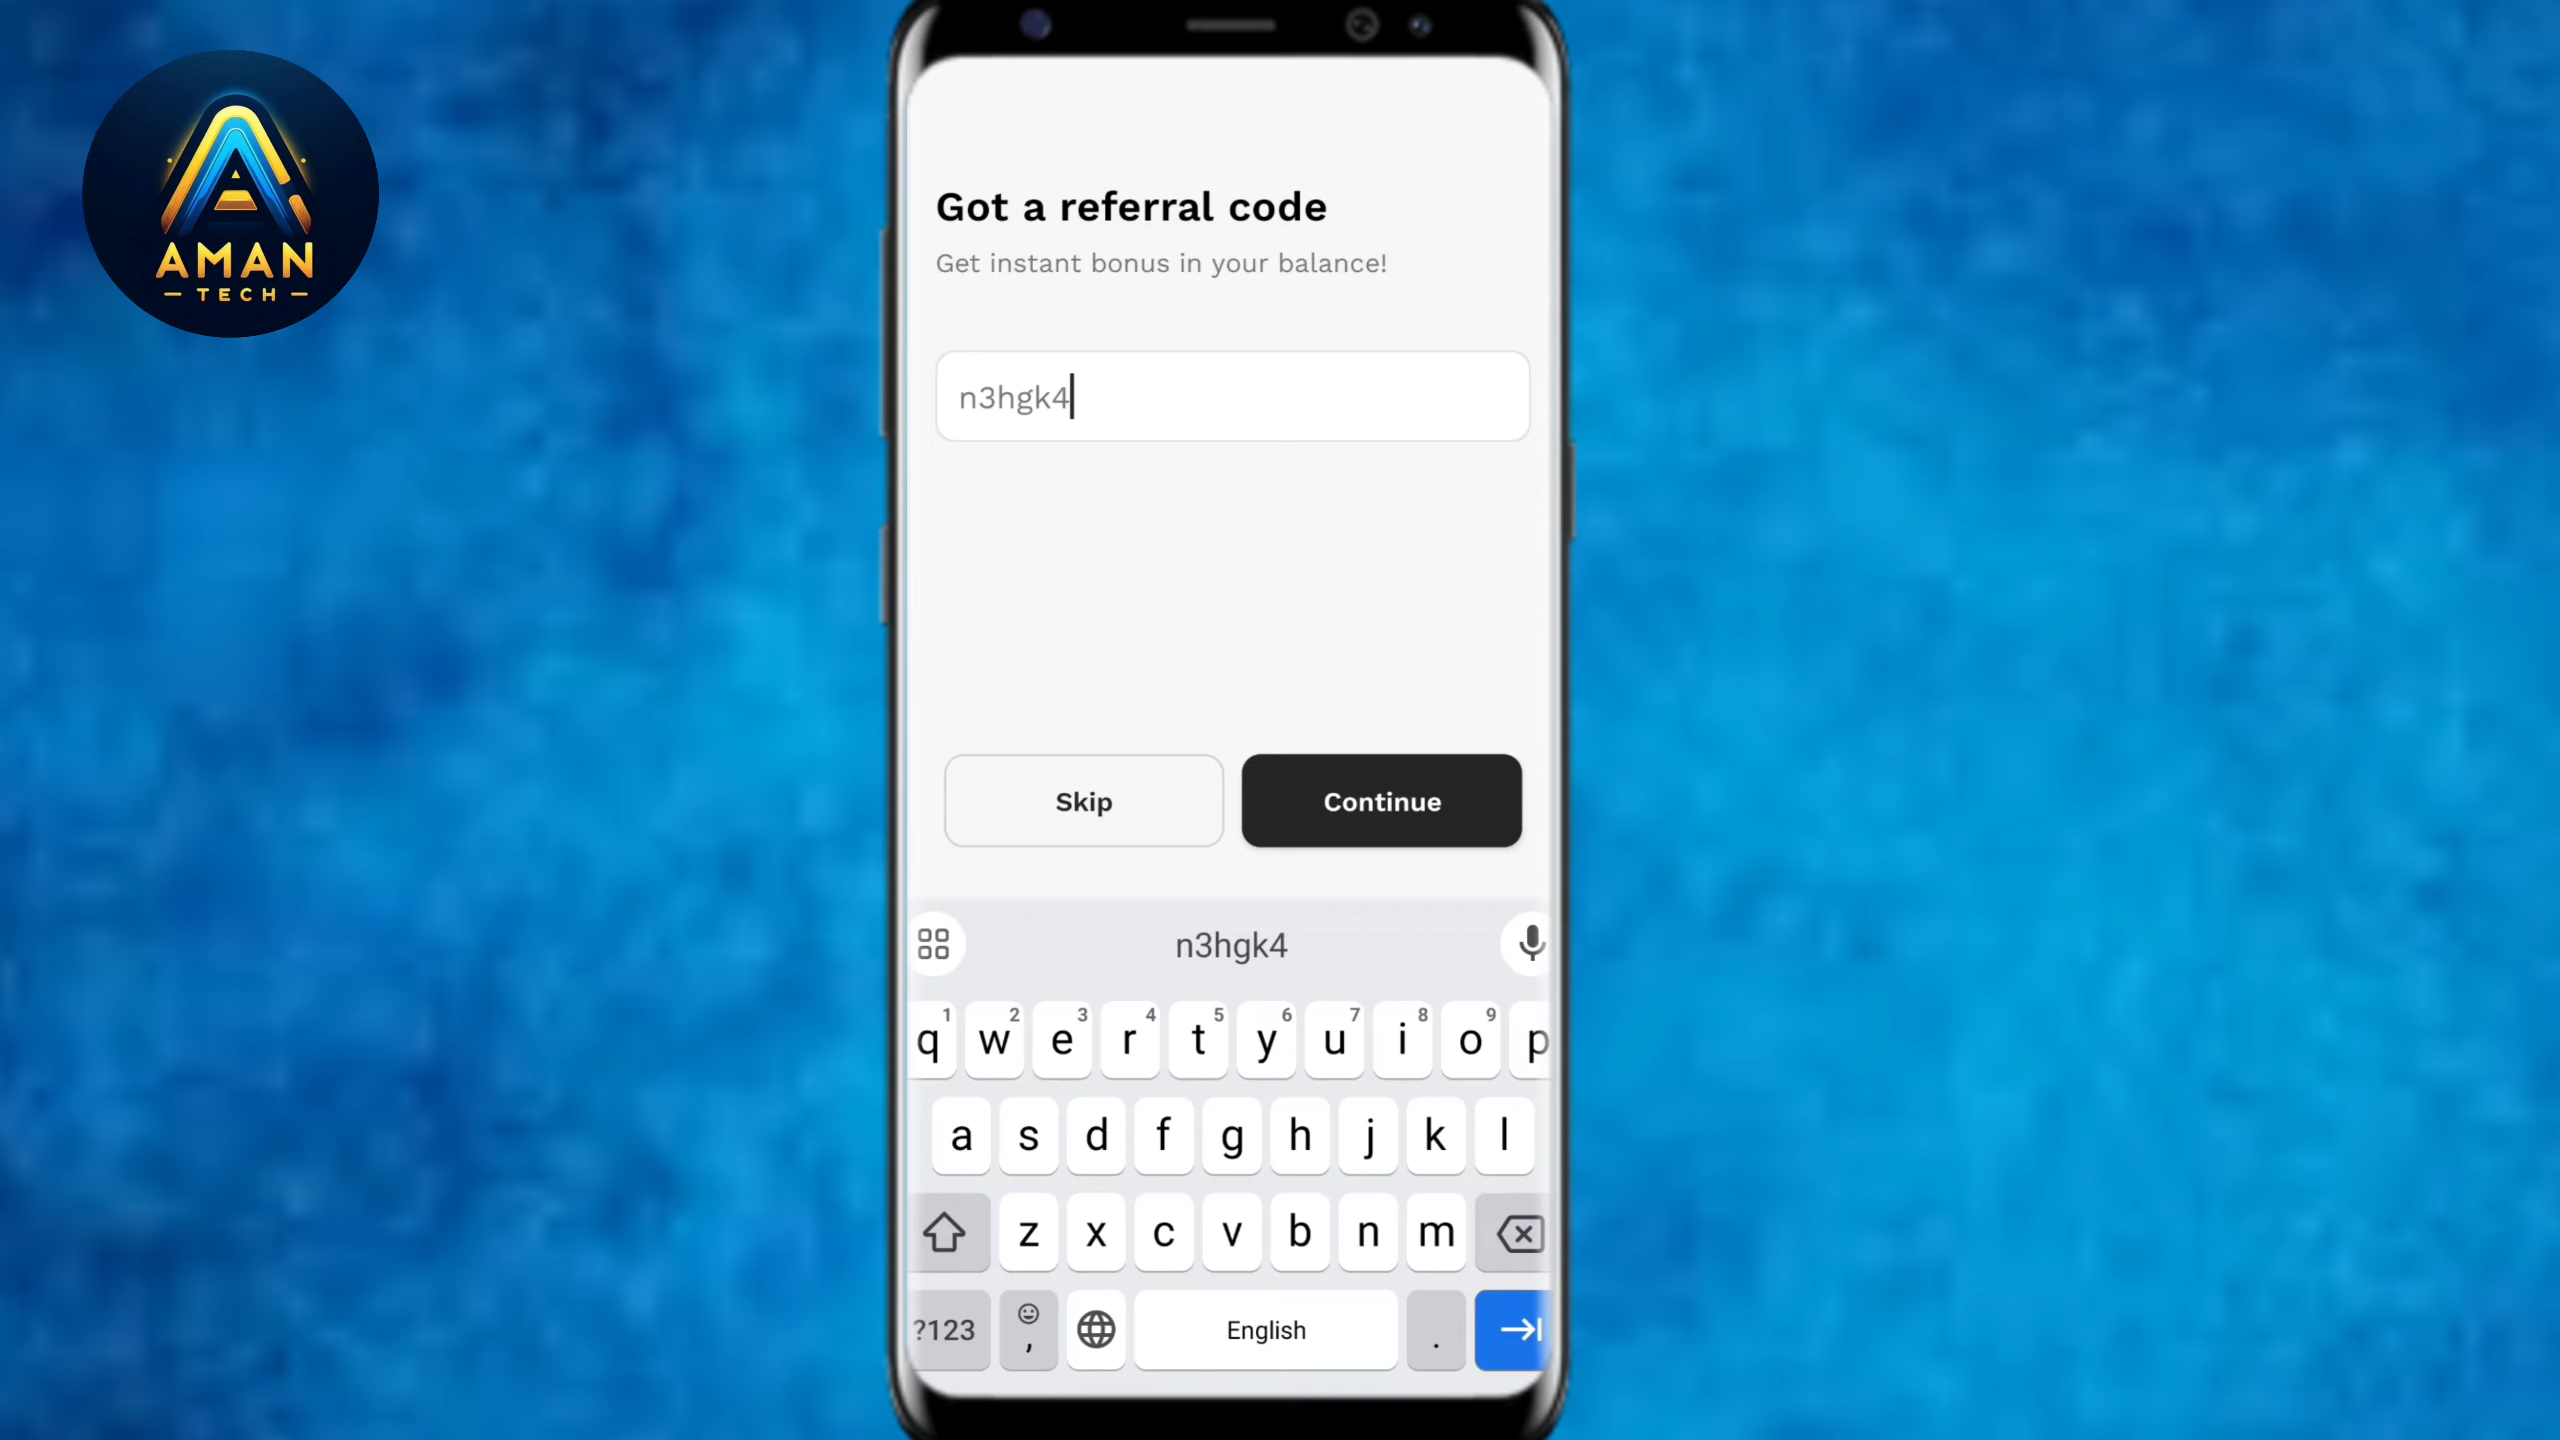 AMAN
TECH
Got a referral code
Get instant bonus in your balance!
n3hgk4
Skip
Continue
n3hgk4
1 2 3 4 5 6 7 8 9
q w e r t y u i o p
a s d f g h j k l
z x c v b n m
?123 , English .